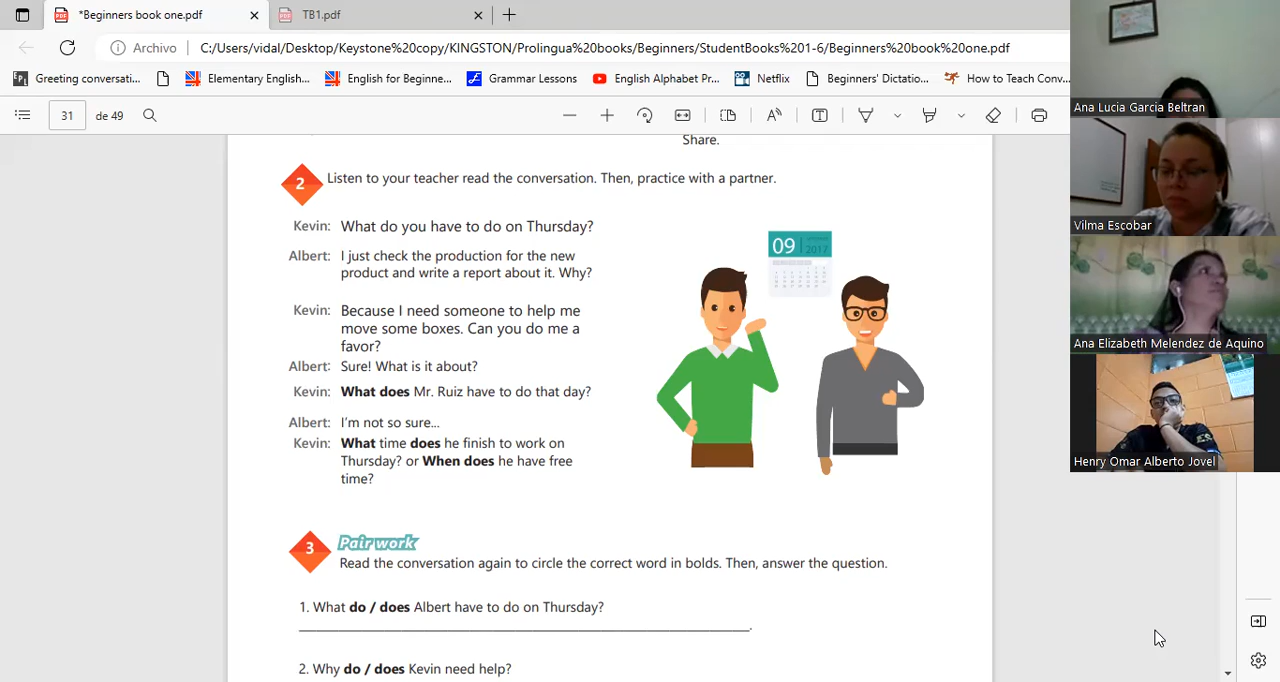 *Beginners book one.pdf
TB1.pdf
Archivo
C:/Users/vidal/Desktop/Keystone%20copy/KINGSTON/Prolingua%20books/Beginners/StudentBooks%201-6/Beginners%20book%20one.pdf
Greeting conversati...
Elementary English...
English for Beginne...
Grammar Lessons
English Alphabet Pr...
Netflix
Beginners' Dictatio...
How to Teach Conv...
31
de 49
Share.
2
Listen to your teacher read the conversation. Then, practice with a partner.
Kevin: What do you have to do on Thursday?
Albert: I just check the production for the new
product and write a report about it. Why?
Kevin: Because I need someone to help me
move some boxes. Can you do me a
favor?
Albert: Sure! What is it about?
Kevin: What does Mr. Ruiz have to do that day?
Albert: I'm not so sure...
Kevin: What time does he finish to work on
Thursday? or When does he have free
time?
09
2017
3
Pair work
Read the conversation again to circle the correct word in bolds. Then, answer the question.
1. What do / does Albert have to do on Thursday?
2. Why do / does Kevin need help?
Ana Lucia Garcia Beltran
Vilma Escobar
Ana Elizabeth Melendez de Aquino
Henry Omar Alberto Jovel